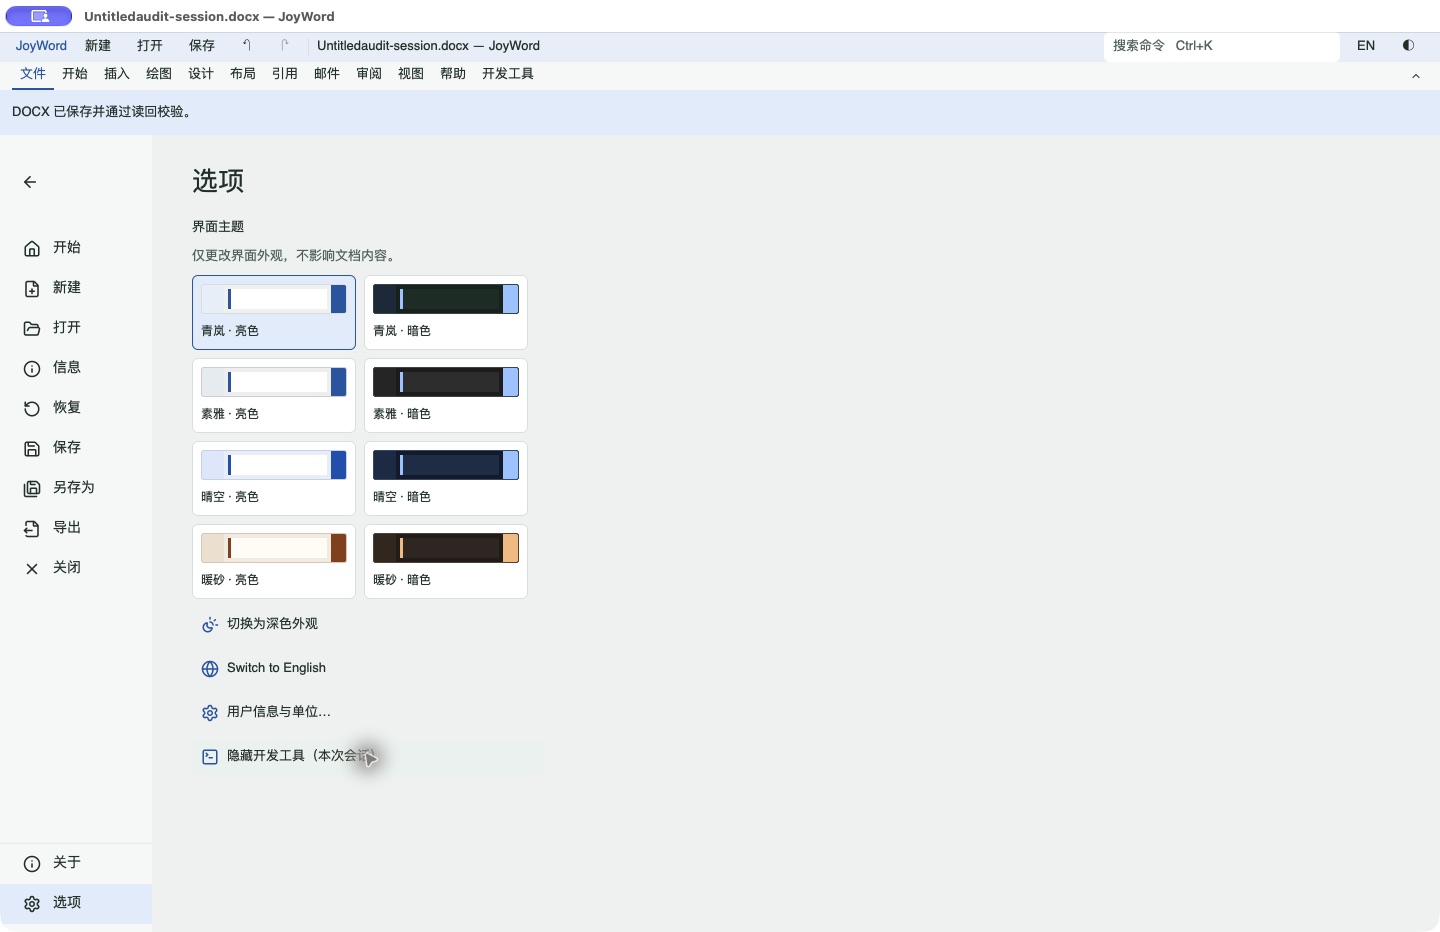 Untitledaudit-session.docx — JoyWord
JoyWord 新建 打开 保存 Untitledaudit-session.docx — JoyWord 搜索命令 Ctrl+K EN
文件 开始 插入 绘图 设计 布局 引用 邮件 审阅 视图 帮助 开发工具
DOCX 已保存并通过读回校验。
开始
新建
打开
信息
恢复
保存
另存为
导出
关闭
关于
选项
选项
界面主题
仅更改界面外观，不影响文档内容。
青岚 · 亮色 青岚 · 暗色
素雅 · 亮色 素雅 · 暗色
晴空 · 亮色 晴空 · 暗色
暖砂 · 亮色 暖砂 · 暗色
切换为深色外观
Switch to English
用户信息与单位...
隐藏开发工具（本次会话）